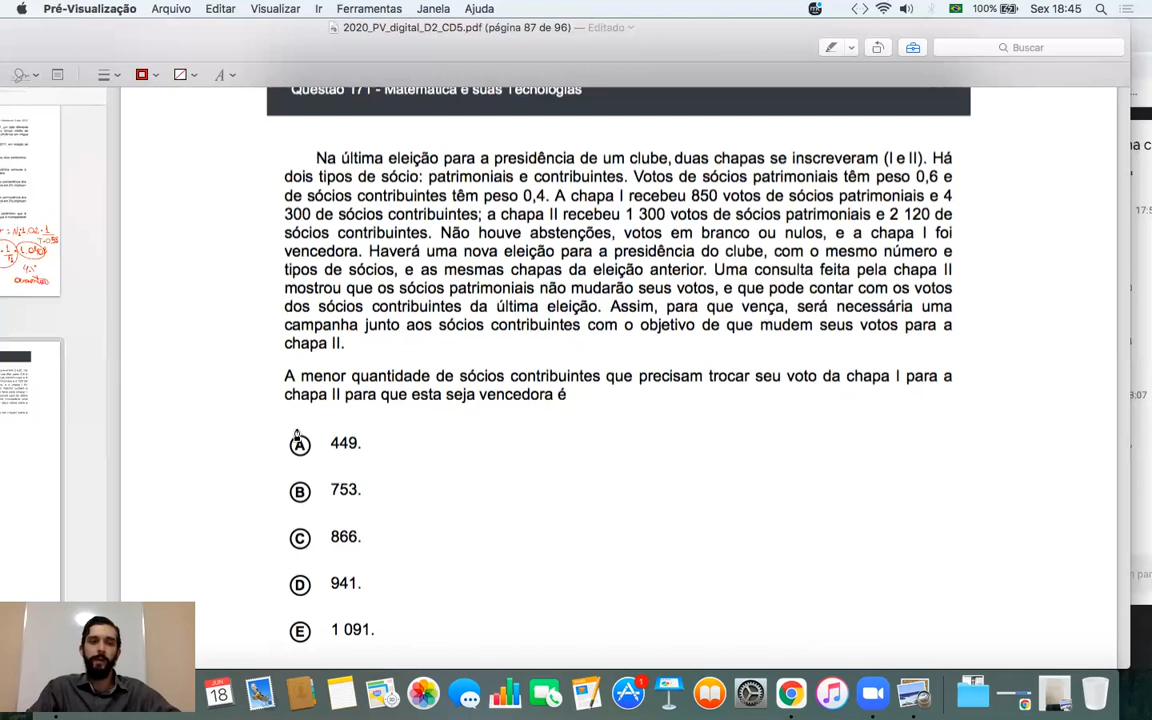 Pré-Visualização Arquivo Editar Visualizar Ir Ferramentas Janela Ajuda 100% Sex 18:45
2020_PV_digital_D2_CD5.pdf (página 87 de 96) — Editado
Buscar
Questão 171 - Matemática e suas Tecnologias
Na última eleição para a presidência de um clube, duas chapas se inscreveram (I e II). Há
dois tipos de sócio: patrimoniais e contribuintes. Votos de sócios patrimoniais têm peso 0,6 e
de sócios contribuintes têm peso 0,4. A chapa I recebeu 850 votos de sócios patrimoniais e 4
300 de sócios contribuintes; a chapa II recebeu 1 300 votos de sócios patrimoniais e 2 120 de
sócios contribuintes. Não houve abstenções, votos em branco ou nulos, e a chapa I foi
vencedora. Haverá uma nova eleição para a presidência do clube, com o mesmo número e
tipos de sócios, e as mesmas chapas da eleição anterior. Uma consulta feita pela chapa II
mostrou que os sócios patrimoniais não mudarão seus votos, e que pode contar com os votos
dos sócios contribuintes da última eleição. Assim, para que vença, será necessária uma
campanha junto aos sócios contribuintes com o objetivo de que mudem seus votos para a
chapa II.
A menor quantidade de sócios contribuintes que precisam trocar seu voto da chapa I para a
chapa II para que esta seja vencedora é
A 449.
B 753.
C 866.
D 941.
E 1 091.
JUN
18
1